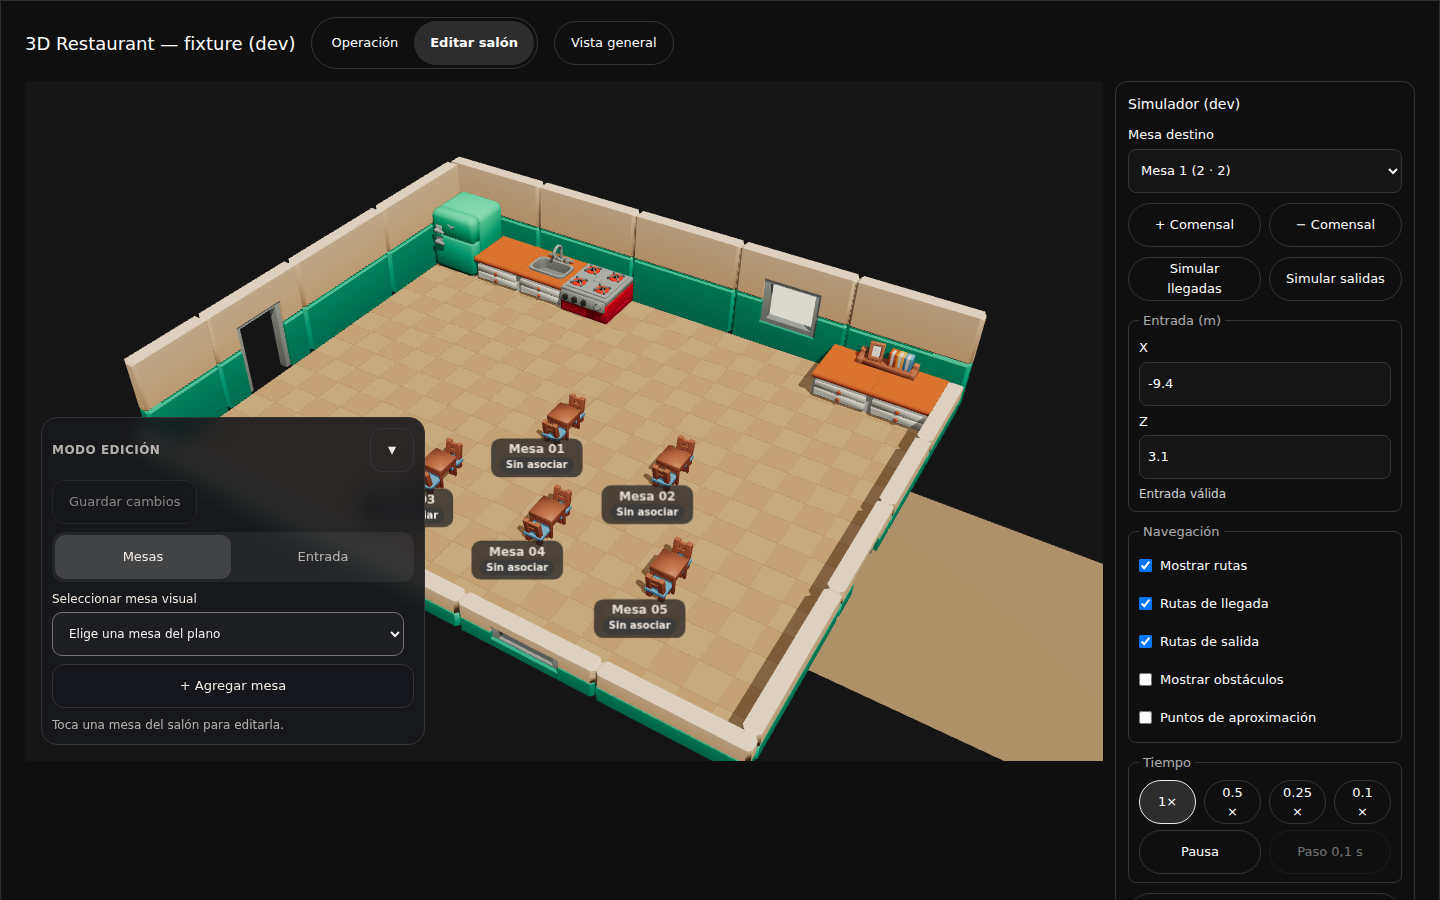 3D Restaurant — fixture (dev)
Operación
Editar salón
Vista general
MODO EDICIÓN
▼
Guardar cambios
Mesas
Entrada
Seleccionar mesa visual
Elige una mesa del plano
+ Agregar mesa
Toca una mesa del salón para editarla.
Mesa 01
Sin asociar
Mesa 02
Sin asociar
03
iar
Mesa 04
Sin asociar
Mesa 05
Sin asociar
Simulador (dev)
Mesa destino
Mesa 1 (2 · 2)
+ Comensal
− Comensal
Simular
llegadas
Simular salidas
Entrada (m)
X
-9.4
Z
3.1
Entrada válida
Navegación
Mostrar rutas
Rutas de llegada
Rutas de salida
Mostrar obstáculos
Puntos de aproximación
Tiempo
1×
0.5
×
0.25
×
0.1
×
Pausa
Paso 0,1 s